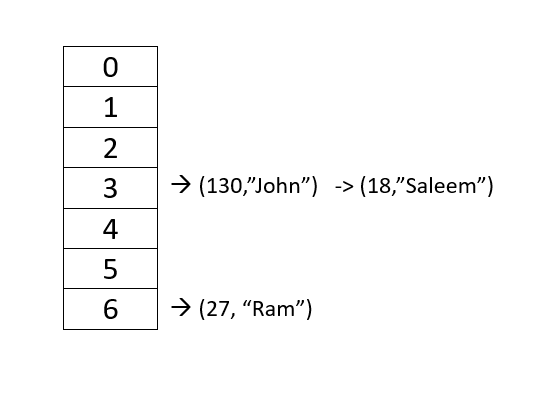 0
1
2
3 → (130,”John”) -> (18,”Saleem”)
4
5
6 → (27, “Ram”)